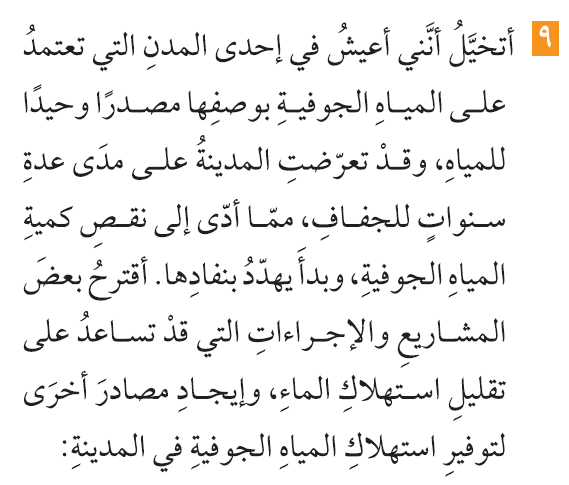 ٩ أتخيَّلُ أنَّني أعيشُ في إحدى المدنِ التي تعتمدُ
على المياهِ الجوفيةِ بوصفِها مصدرًا وحيدًا
للمياهِ، وقدْ تعرّضتِ المدينةُ على مدَى عدةِ
سنواتٍ للجفافِ، ممّا أدّى إلى نقصِ كميةِ
المياهِ الجوفيةِ، وبدأَ يهدّدُ بنفادِها. أقترحُ بعضَ
المشاريعِ والإجراءاتِ التي قدْ تساعدُ على
تقليلِ استهلاكِ الماءِ، وإيجادِ مصادرَ أخرَى
لتوفيرِ استهلاكِ المياهِ الجوفيةِ في المدينةِ: